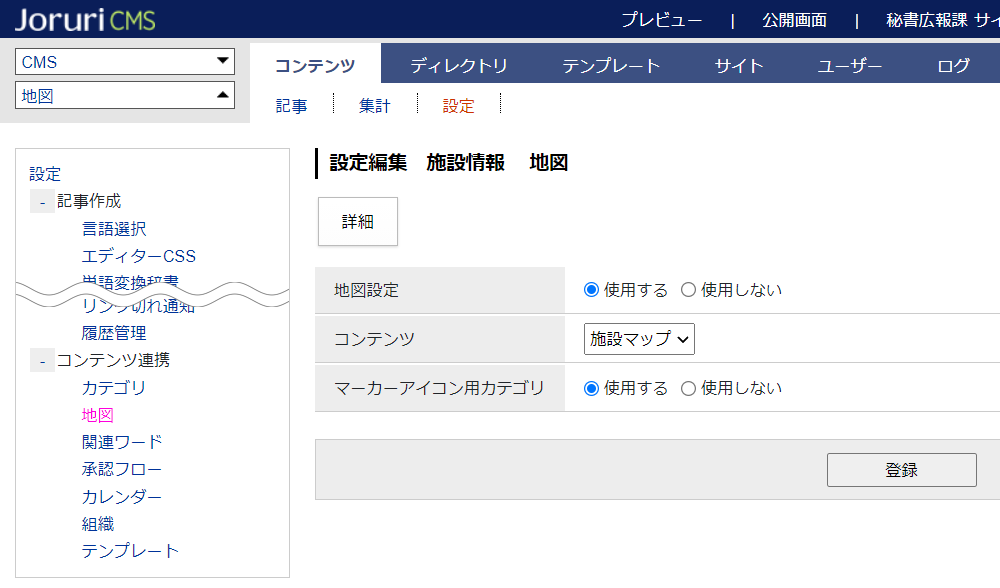 Joruri CMS
プレビュー | 公開画面 | 秘書広報課 サイ
CMS
地図
コンテンツ ディレクトリ テンプレート サイト ユーザー ログ
記事 集計 設定
設定
- 記事作成
言語選択
エディターCSS
単語変換辞書
リンク切れ通知
履歴管理
- コンテンツ連携
カテゴリ
地図
関連ワード
承認フロー
カレンダー
組織
テンプレート
設定編集 施設情報 地図
詳細
地図設定 使用する 使用しない
コンテンツ 施設マップ
マーカーアイコン用カテゴリ 使用する 使用しない
登録